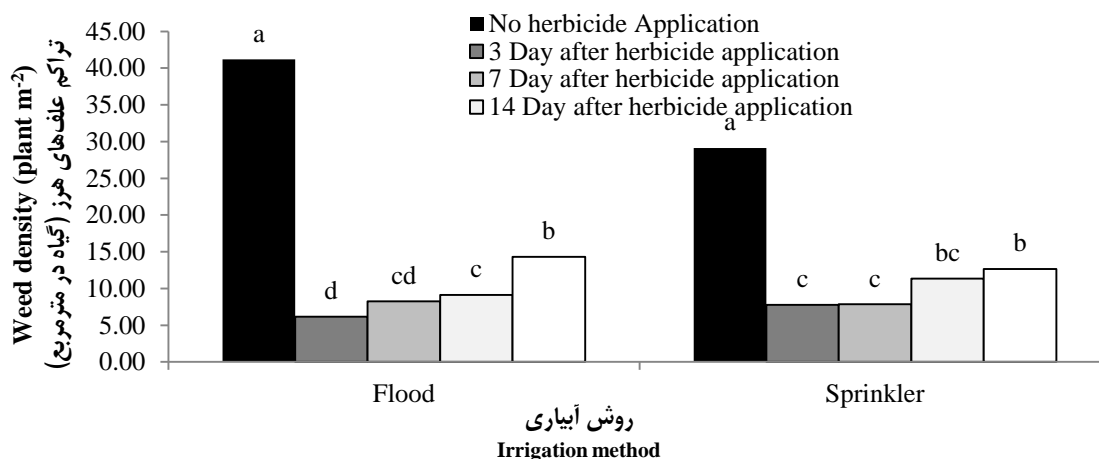 Weed density (plant m-2)
تراکم علف‌های هرز (گیاه در مترمربع)
45.00
40.00
35.00
30.00
25.00
20.00
15.00
10.00
5.00
0.00
No herbicide Application
3 Day after herbicide application
7 Day after herbicide application
14 Day after herbicide application
a
d
cd
c
b
a
c
c
bc
b
Flood
Sprinkler
روش آبیاری
Irrigation method